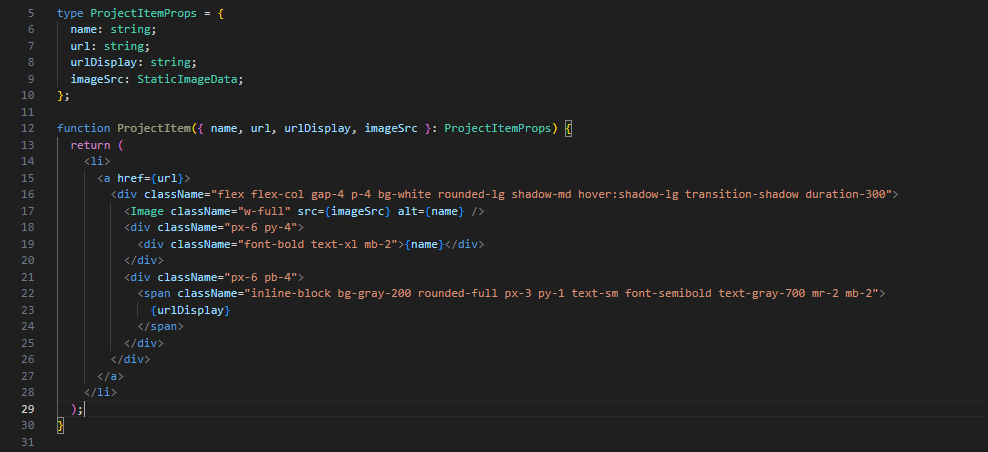 5 type ProjectItemProps = {
6 name: string;
7 url: string;
8 urlDisplay: string;
9 imageSrc: StaticImageData;
10 };
11
12 function ProjectItem({ name, url, urlDisplay, imageSrc }: ProjectItemProps) {
13 return (
14 <li>
15 <a href={url}>
16 <div className="flex flex-col gap-4 p-4 bg-white rounded-lg shadow-md hover:shadow-lg transition-shadow duration-300">
17 <Image className="w-full" src={imageSrc} alt={name} />
18 <div className="px-6 py-4">
19 <div className="font-bold text-xl mb-2">{name}</div>
20 </div>
21 <div className="px-6 pb-4">
22 <span className="inline-block bg-gray-200 rounded-full px-3 py-1 text-sm font-semibold text-gray-700 mr-2 mb-2">
23 {urlDisplay}
24 </span>
25 </div>
26 </div>
27 </a>
28 </li>
29 );
30 }
31